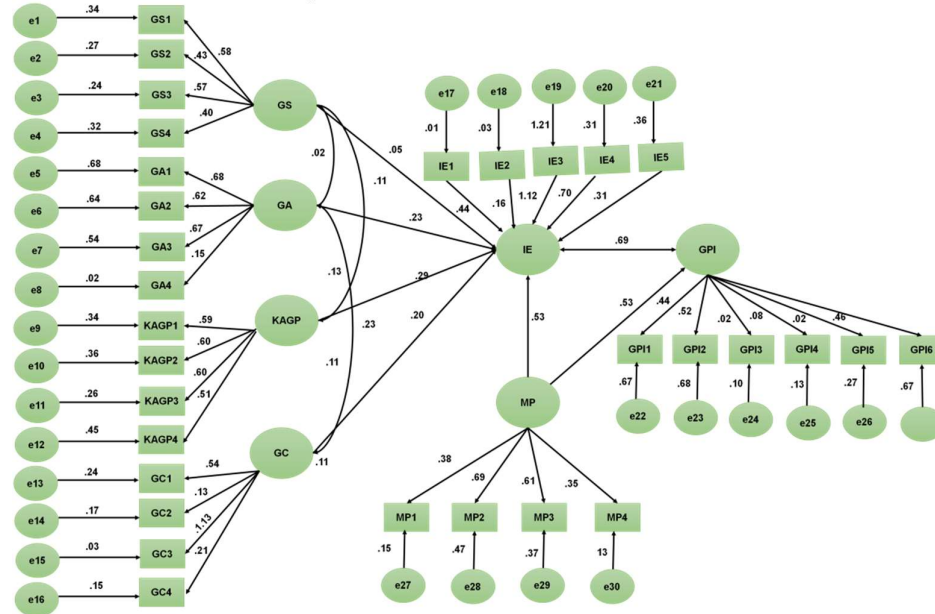 e1 .34 GS1
e2 .27 GS2
e3 .24 GS3
e4 .32 GS4
e5 .68 GA1
e6 .64 GA2
e7 .54 GA3
e8 .02 GA4
e9 .34 KAGP1
e10 .36 KAGP2
e11 .26 KAGP3
e12 .45 KAGP4
e13 .24 GC1
e14 .17 GC2
e15 .03 GC3
e16 .15 GC4
.58
.43
.57
.40
GS
.68
.62
.67
.15
GA
.59
.60
.60
.51
KAGP
.54
.13
.1.13
.21
GC
.02
.05
.11
.13
.23
.11
.11
.23
.29
.20
e17 e18 e19 e20 e21
.01 .03 1.21 .31 .36
IE1 IE2 IE3 IE4 IE5
.44 .16 1.12 .70 .31
IE
.69
GPI
.53
.53
.44 .52 .02 .08 .02 .46
GPI1 GPI2 GPI3 GPI4 GPI5 GPI6
.67 .68 .10 .13 .27 .67
e22 e23 e24 e25 e26
MP
.38 .69 .61 .35
MP1 MP2 MP3 MP4
.15 .47 .37 13
e27 e28 e29 e30